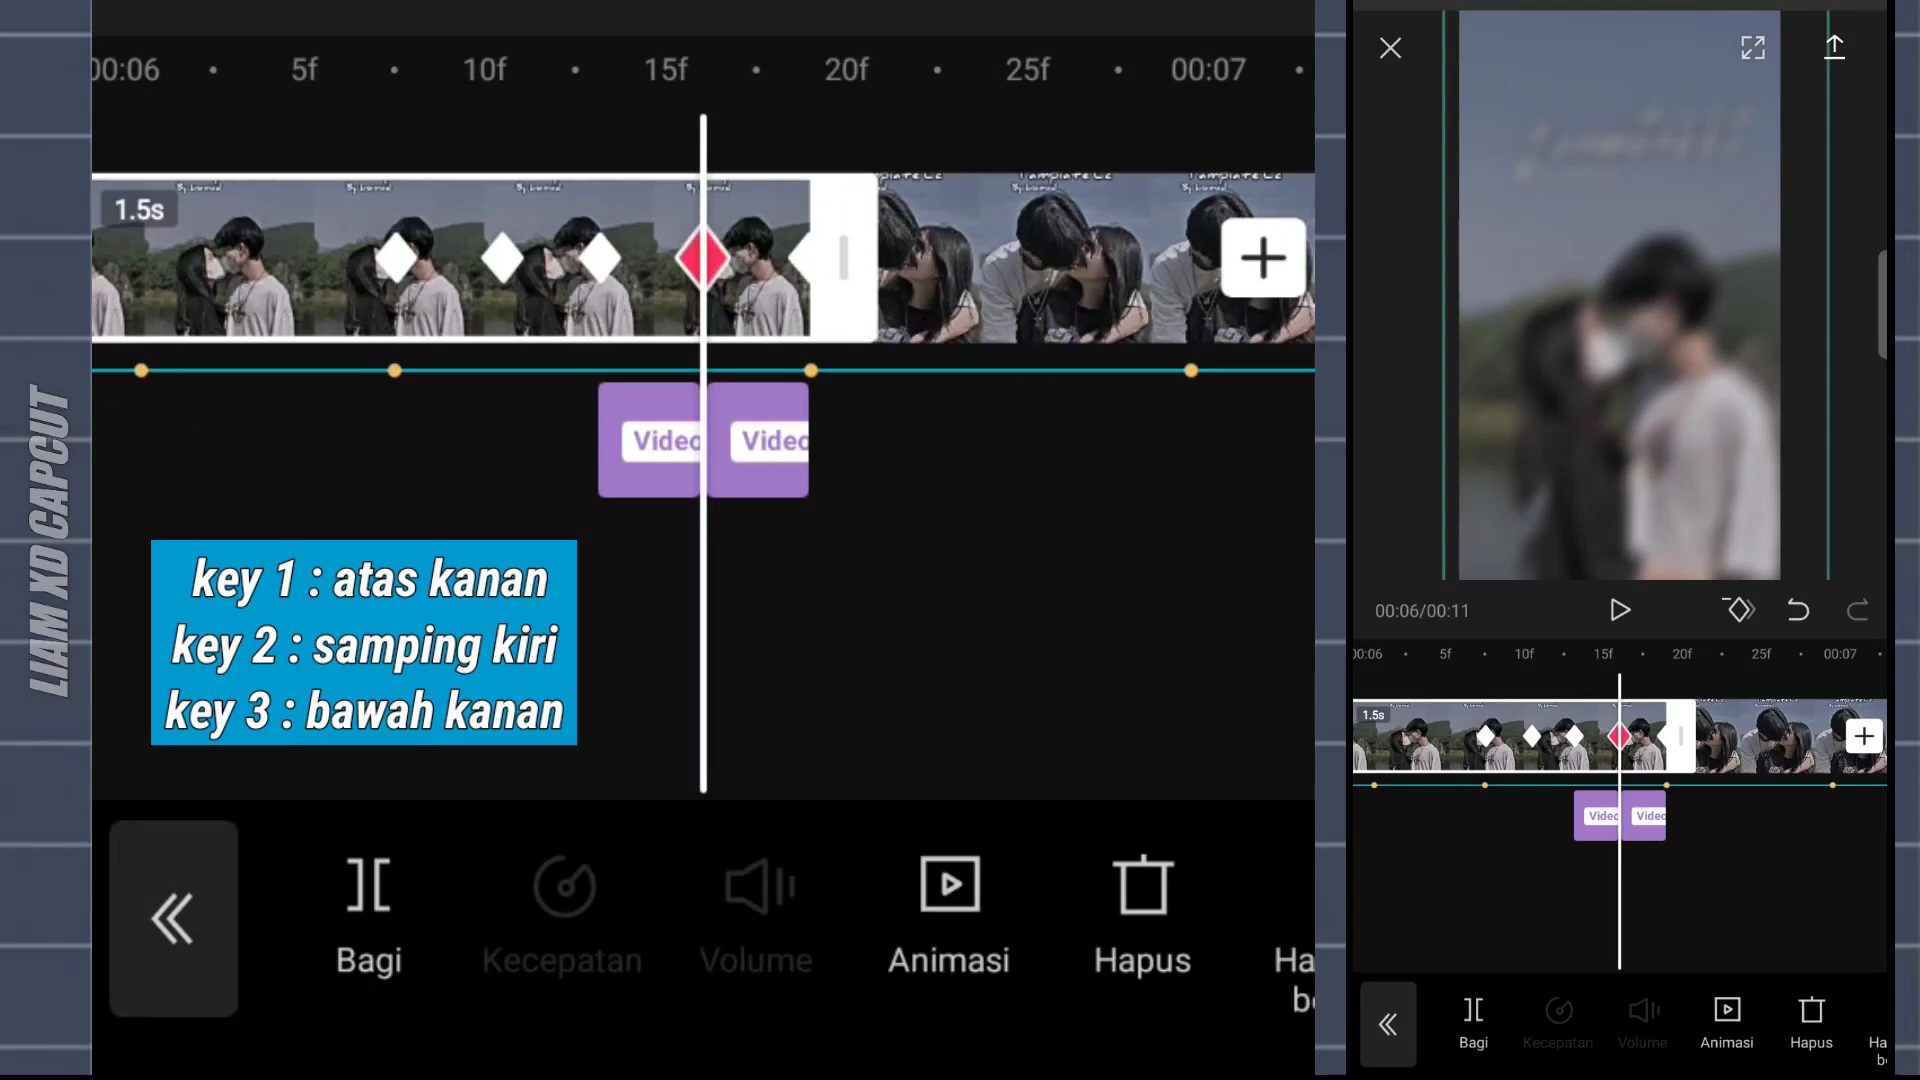 LIAM XD CAPCUT
00:06 5f 10f 15f 20f 25f 00:07
1.5s
Template Cz
Video Video
key 1 : atas kanan
key 2 : samping kiri
key 3 : bawah kanan
Bagi Kecepatan Volume Animasi Hapus
00:06/00:11
00:06 5f 10f 15f 20f 25f 00:07
1.5s
Video Video
Bagi Kecepatan Volume Animasi Hapus